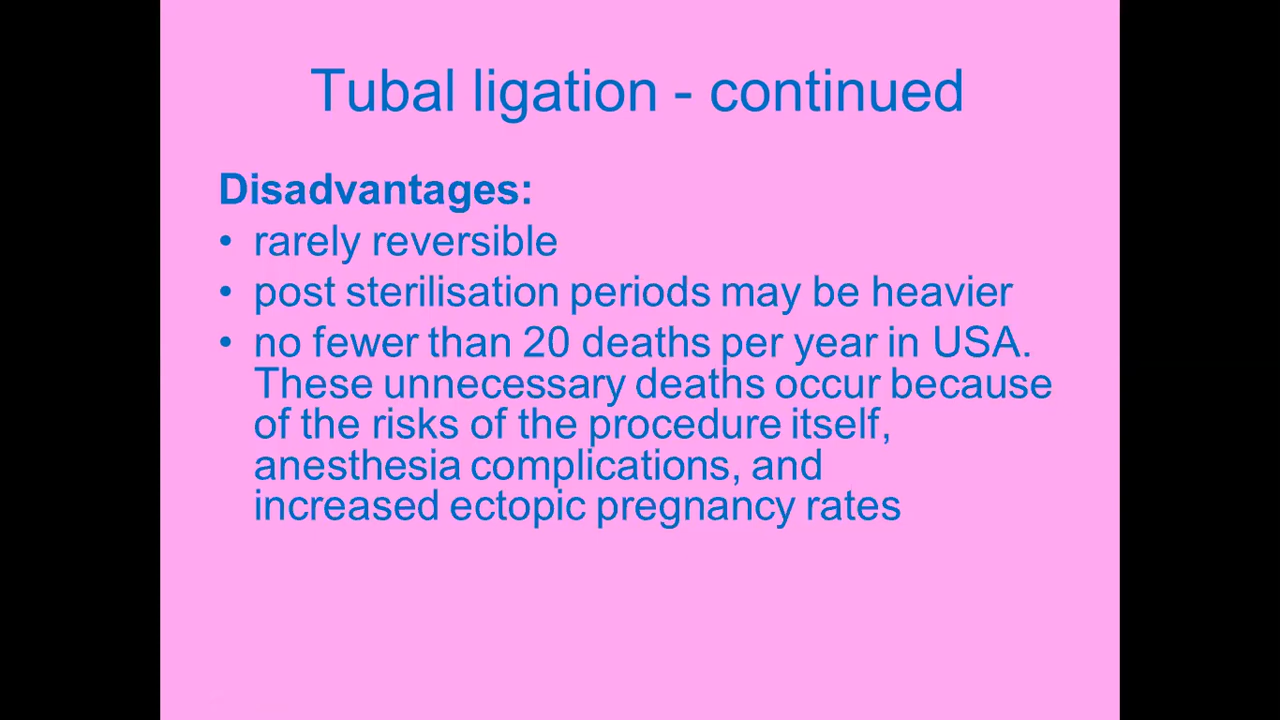 Tubal ligation - continued
Disadvantages:
• rarely reversible
• post sterilisation periods may be heavier
• no fewer than 20 deaths per year in USA.
These unnecessary deaths occur because
of the risks of the procedure itself,
anesthesia complications, and
increased ectopic pregnancy rates